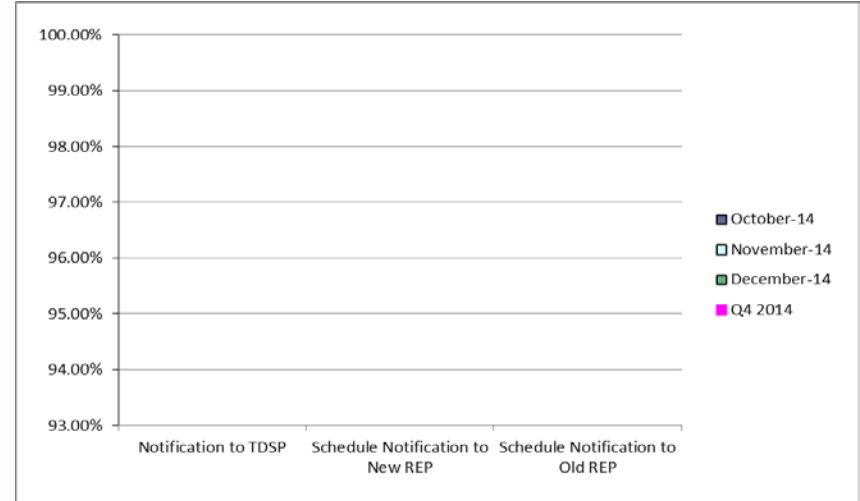 100.00%
99.00%
98.00%
97.00%
96.00%
95.00%
94.00%
93.00%
Notification to TDSP
Schedule Notification to
New REP
Schedule Notification to
Old REP
October-14
November-14
December-14
Q4 2014